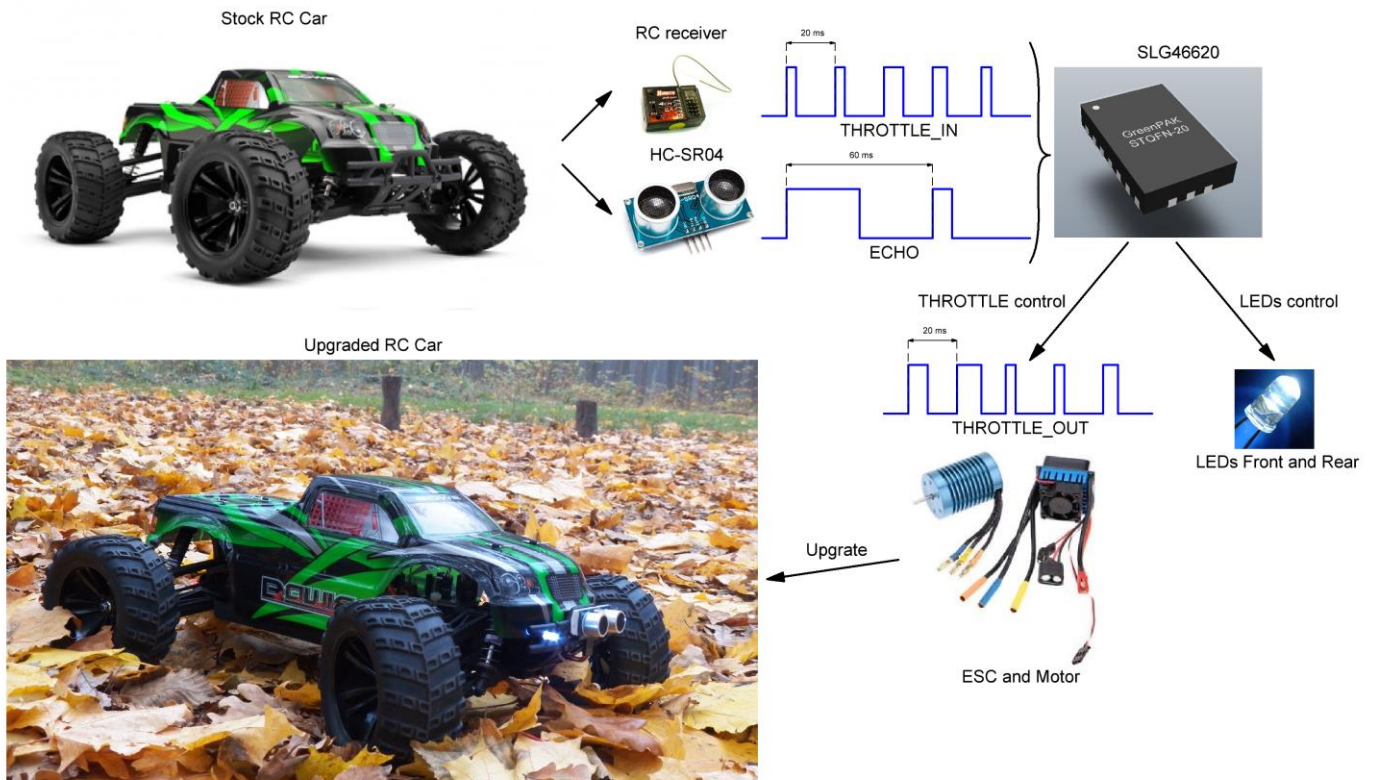 Stock RC Car
RC receiver
20 ms
THROTTLE_IN
HC-SR04
60 ms
ECHO
SLG46620
GreenPAK
STQFN-20
THROTTLE control
LEDs control
20 ms
THROTTLE_OUT
LEDs Front and Rear
Upgrate
ESC and Motor
Upgraded RC Car